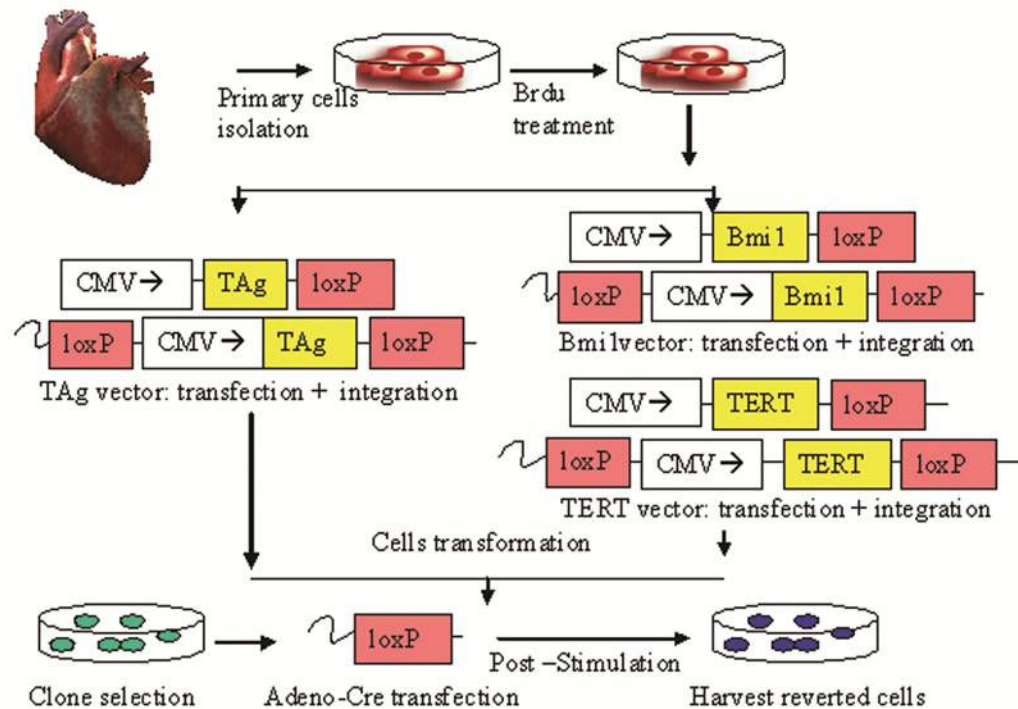 Primary cells
isolation
Brdu
treatment
CMV→ TAg loxP
loxP CMV→ TAg loxP
TAg vector: transfection + integration
CMV→ Bmi1 loxP
loxP CMV→ Bmi1 loxP
Bmi1vector: transfection + integration
CMV→ TERT loxP
loxP CMV→ TERT loxP
TERT vector: transfection + integration
Cells transformation
loxP
Post –Stimulation
Clone selection
Adeno-Cre transfection
Harvest reverted cells